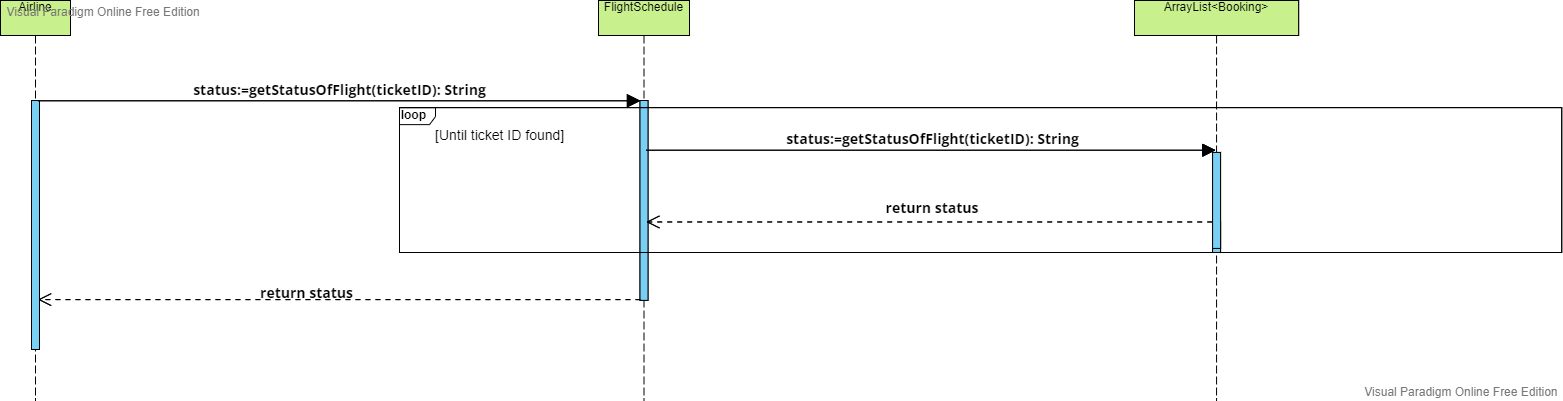 Airline
Visual Paradigm Online Free Edition
FlightSchedule
ArrayList<Booking>
status:=getStatusOfFlight(ticketID): String
loop
[Until ticket ID found]
status:=getStatusOfFlight(ticketID): String
return status
return status
Visual Paradigm Online Free Edition